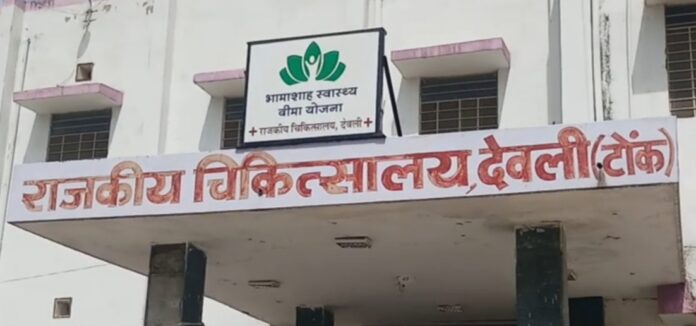 भामाशाह स्वास्थ्य
बीमा योजना
राजकीय चिकित्सालय, देवली
राजकीय चिकित्सालय, देवली (टोंक)